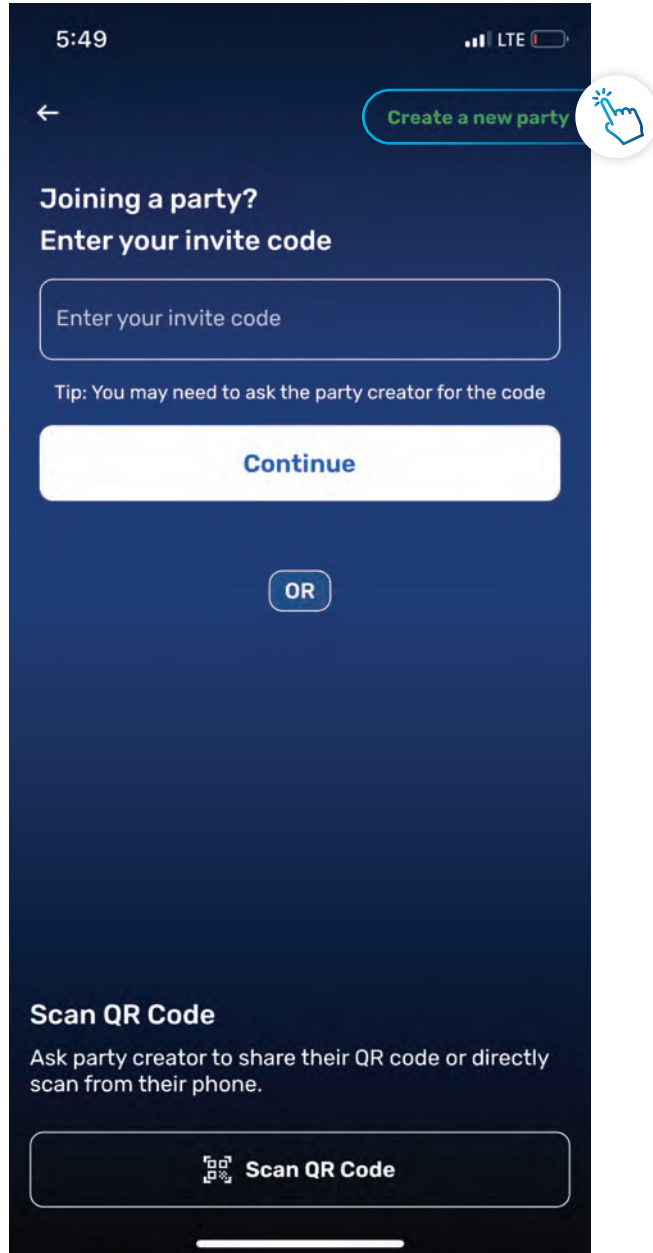 5:49
LTE
Create a new party
Joining a party?
Enter your invite code
Enter your invite code
Tip: You may need to ask the party creator for the code
Continue
OR
Scan QR Code
Ask party creator to share their QR code or directly
scan from their phone.
Scan QR Code